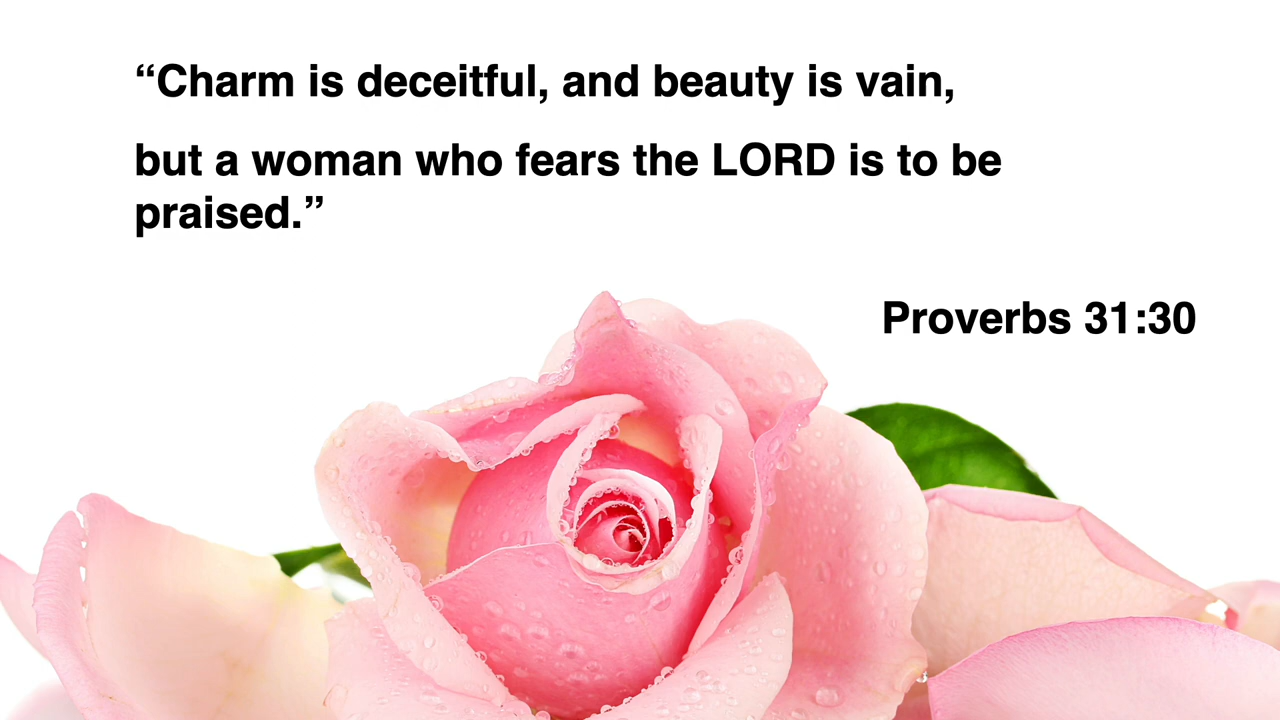 “Charm is deceitful, and beauty is vain,
but a woman who fears the LORD is to be
praised.”
Proverbs 31:30